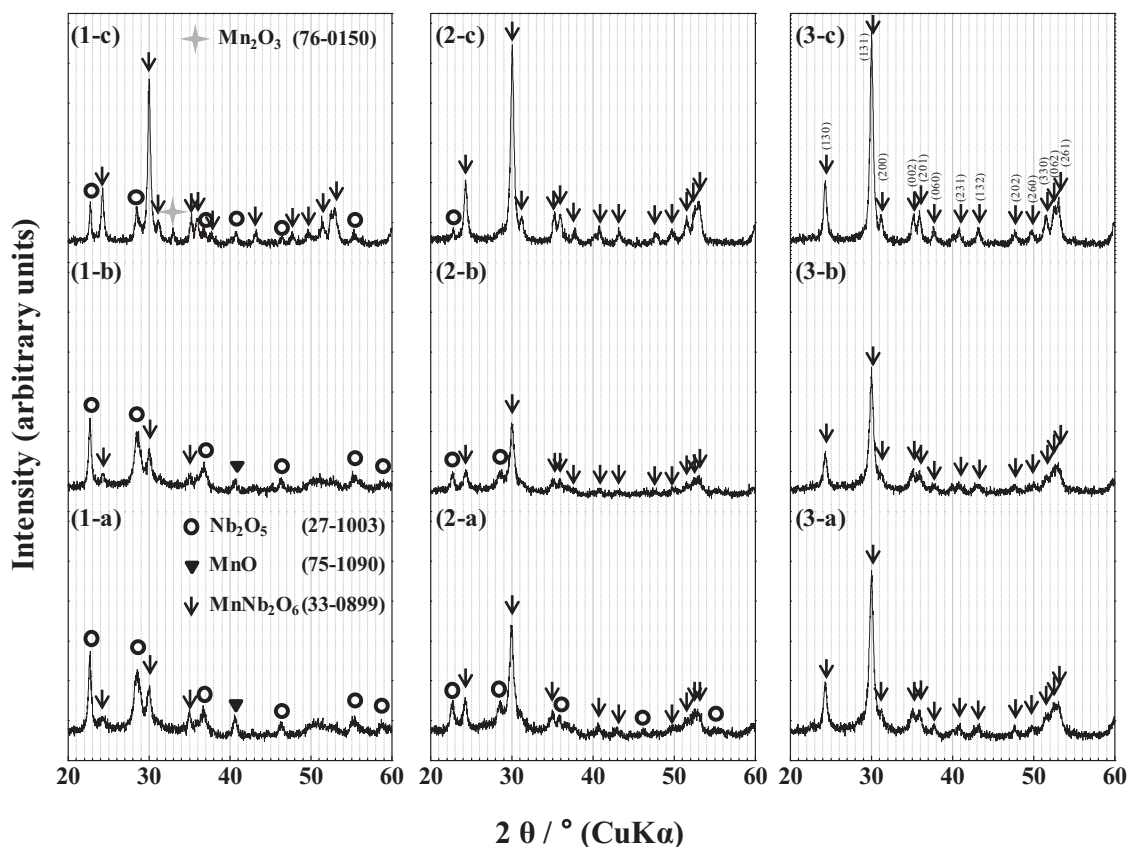 (1-c)
Mn₂O₃ (76-0150)
(2-c)
(3-c)
(131)
(130)
(200)
(002)
(201)
(060)
(231)
(132)
(202)
(260)
(330)
(062)
(261)
(1-b)
(2-b)
(3-b)
(1-a)
Nb₂O₅ (27-1003)
MnO (75-1090)
MnNb₂O₆ (33-0899)
(2-a)
(3-a)
20 30 40 50 60
20 30 40 50 60
20 30 40 50 60
Intensity (arbitrary units)
2 θ / ° (CuKα)